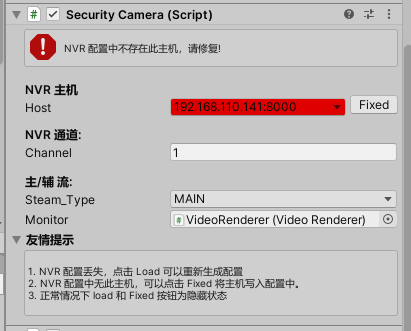 Security Camera (Script)
NVR 配置中不存在此主机，请修复!
NVR 主机
Host
192.168.110.141:8000
Fixed
NVR 通道:
Channel
1
主/辅 流:
Steam_Type
MAIN
Monitor
VideoRenderer (Video Renderer)
友情提示
1. NVR 配置丢失，点击 Load 可以重新生成配置
2. NVR 配置中无此主机，可以点击 Fixed 将主机写入配置中。
3. 正常情况下 load 和 Fixed 按钮为隐藏状态